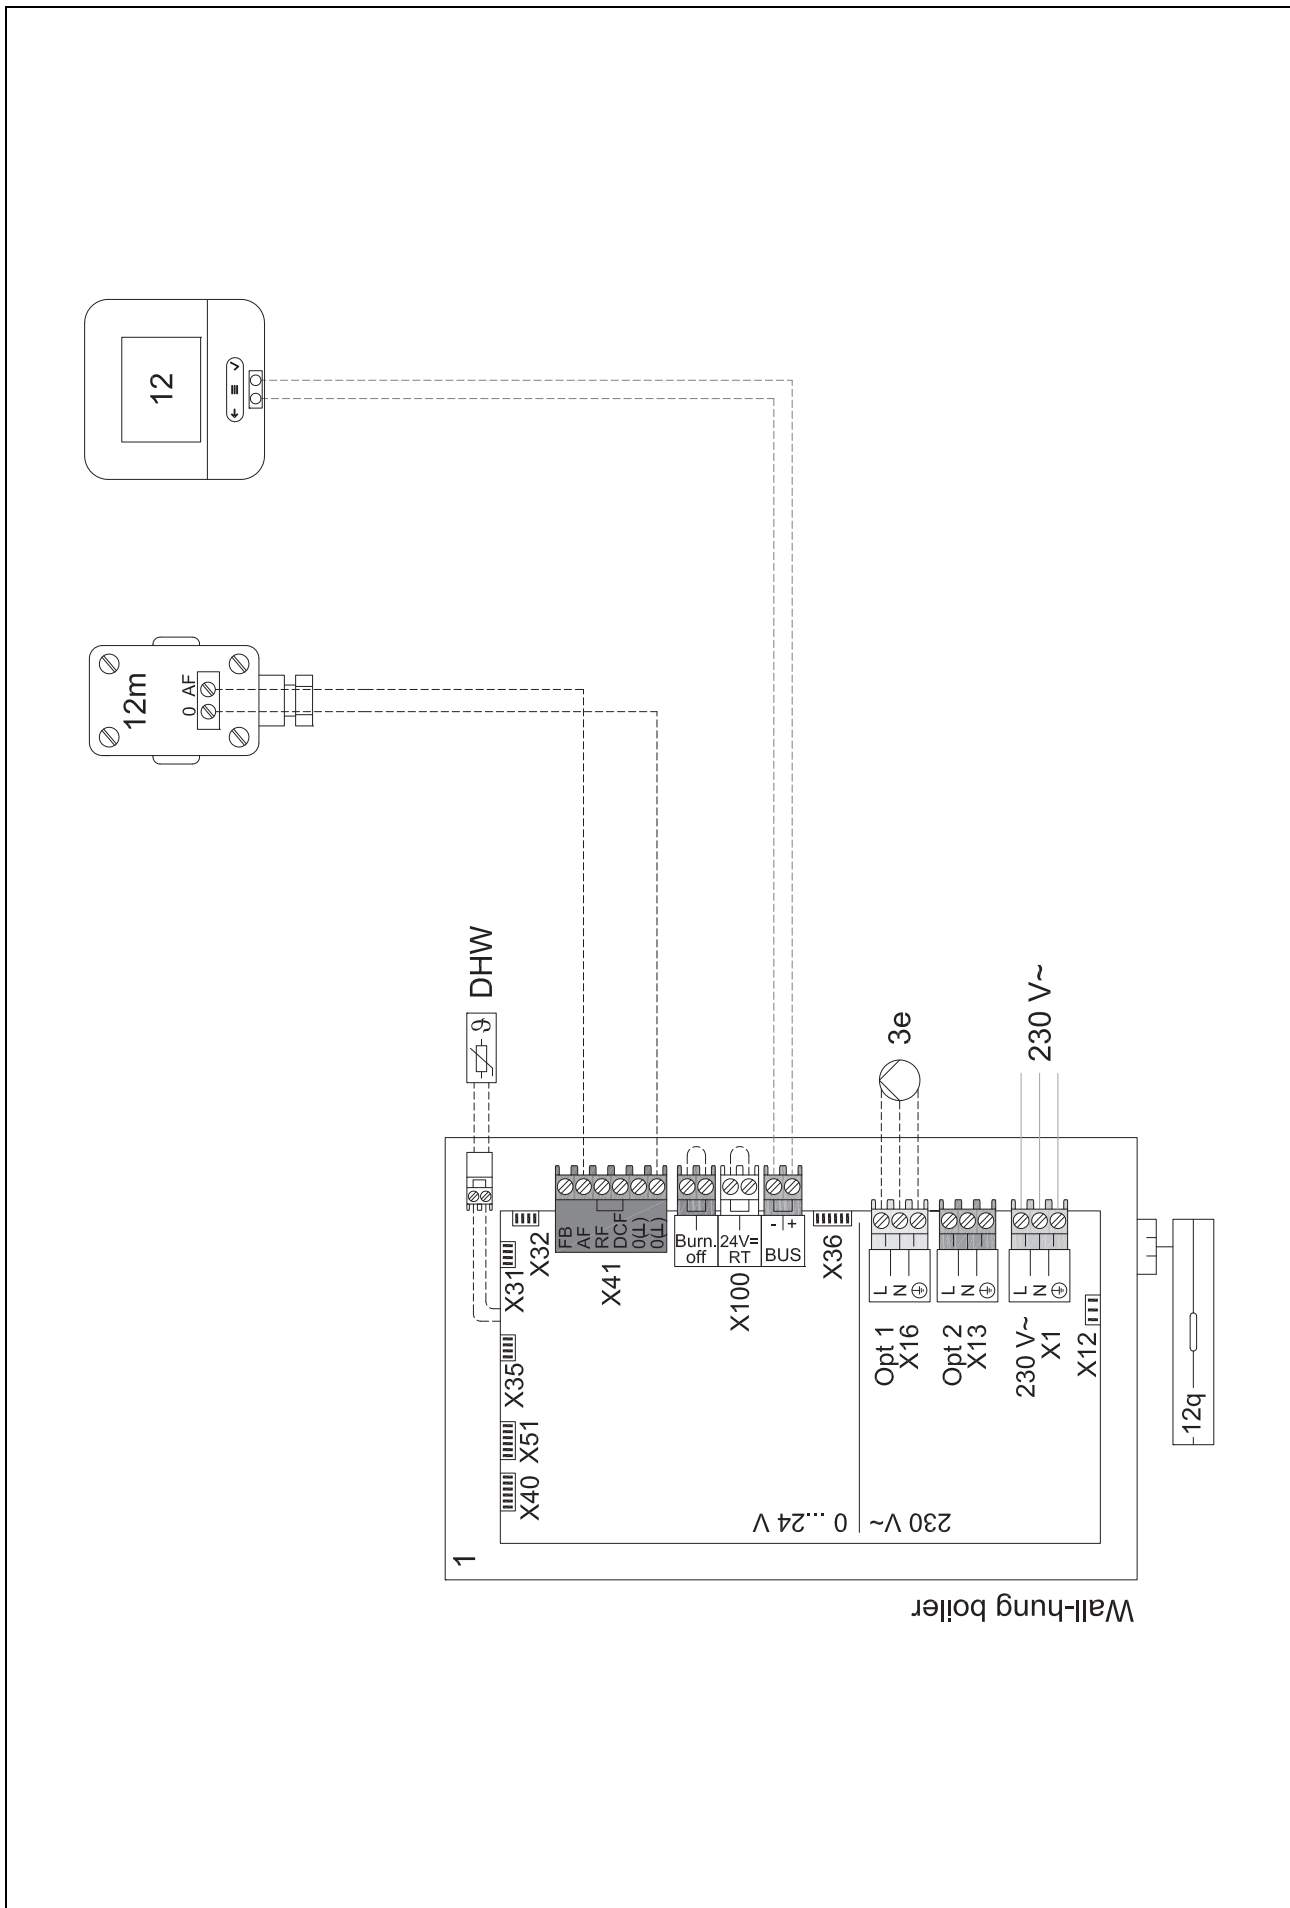 12
12m
0 AF
DHW
ϑ
3e
230 V~
X32
X31
X35
X51
X40
FB
AF
RF
DCF
0(⊥)
0(⊥)
X41
Burn.
off
24V=
RT
X100
- +
BUS
X36
L
N
Opt 1
X16
L
N
Opt 2
X13
L
N
230 V~
X1
X12
12q
0 ...24 V
230 V~
1
Wall-hung boiler